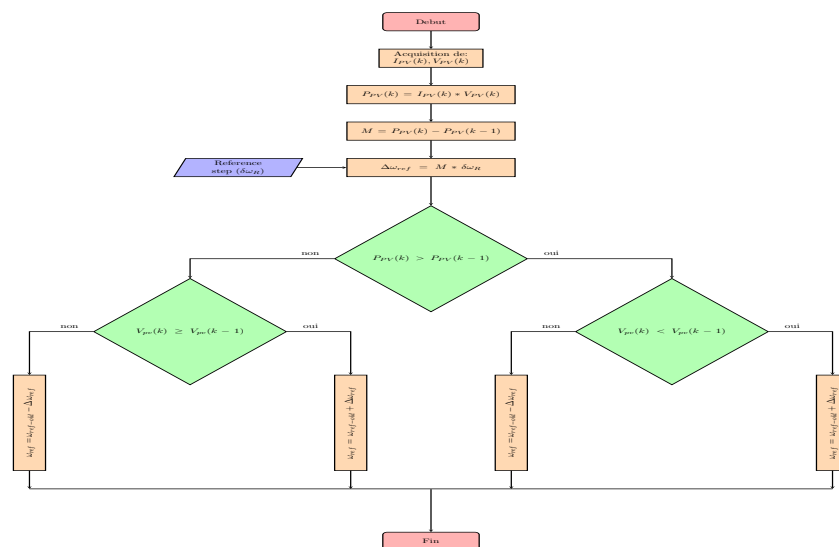 Debut
Acquisition de:
I_PV(k), V_PV(k)
P_PV(k) = I_PV(k) * V_PV(k)
M = P_PV(k) − P_PV(k − 1)
Reference
step (δω_R)
Δω_ref = M * δω_R
P_PV(k) > P_PV(k − 1)
non
oui
V_pv(k) ≥ V_pv(k − 1)
V_pv(k) < V_pv(k − 1)
non
oui
non
oui
ω_ref = ω_ref−old − Δω_ref
ω_ref = ω_ref−old + Δω_ref
ω_ref = ω_ref−old − Δω_ref
ω_ref = ω_ref−old + Δω_ref
Fin